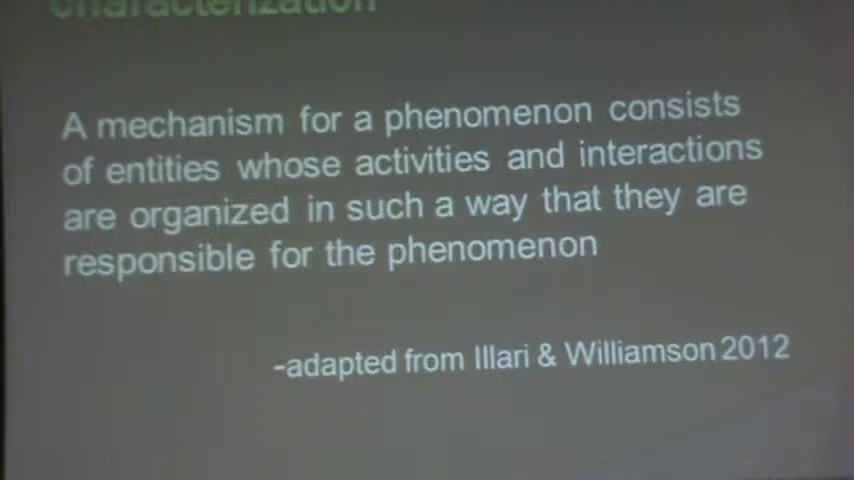 characterization
A mechanism for a phenomenon consists
of entities whose activities and interactions
are organized in such a way that they are
responsible for the phenomenon
-adapted from Illari & Williamson 2012